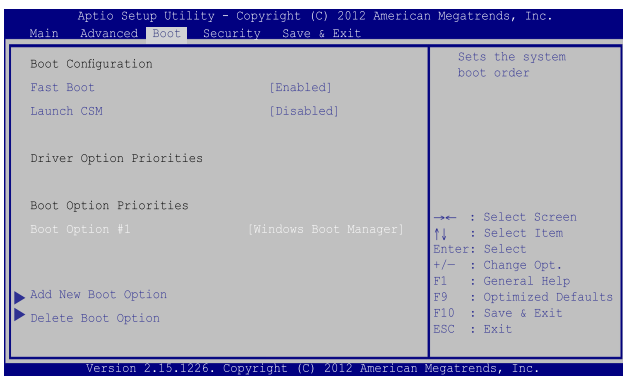 Aptio Setup Utility - Copyright (C) 2012 American Megatrends, Inc.
Main Advanced Boot Security Save & Exit
Boot Configuration
Fast Boot [Enabled]
Launch CSM [Disabled]
Driver Option Priorities
Boot Option Priorities
Boot Option #1 [Windows Boot Manager]
Add New Boot Option
Delete Boot Option
Sets the system
boot order
→← : Select Screen
↑↓ : Select Item
Enter: Select
+/— : Change Opt.
F1 : General Help
F9 : Optimized Defaults
F10 : Save & Exit
ESC : Exit
Version 2.15.1226. Copyright (C) 2012 American Megatrends, Inc.